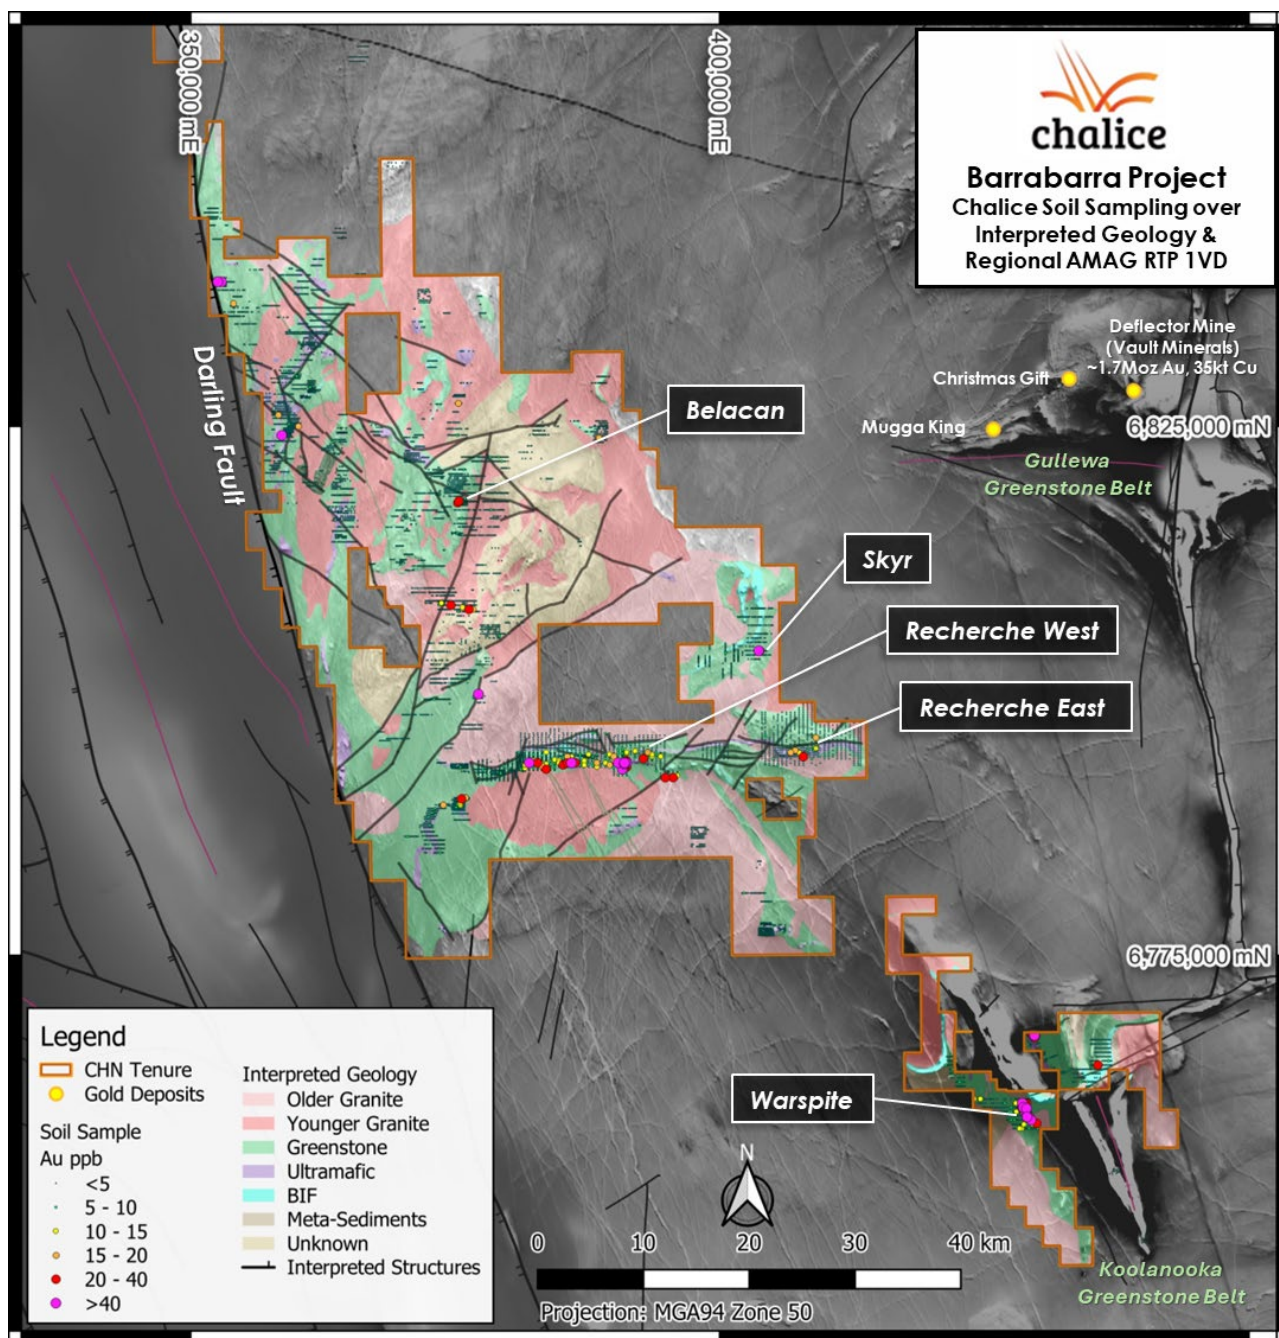 350,000 mE
400,000 mE
chalice
Barrabarra Project
Chalice Soil Sampling over
Interpreted Geology &
Regional AMAG RTP 1VD
Deflector Mine
(Vault Minerals)
~1.7Moz Au, 35kt Cu
Christmas Gift
Mugga King
6,825,000 mN
Gullewa
Greenstone Belt
Darling Fault
Belacan
Skyr
Recherche West
Recherche East
6,775,000 mN
Warspite
Koolanooka
Greenstone Belt
Legend
CHN Tenure
Gold Deposits
Soil Sample
Au ppb
<5
5 - 10
10 - 15
15 - 20
20 - 40
>40
Interpreted Geology
Older Granite
Younger Granite
Greenstone
Ultramafic
BIF
Meta-Sediments
Unknown
Interpreted Structures
N
0 10 20 30 40 km
Projection: MGA94 Zone 50